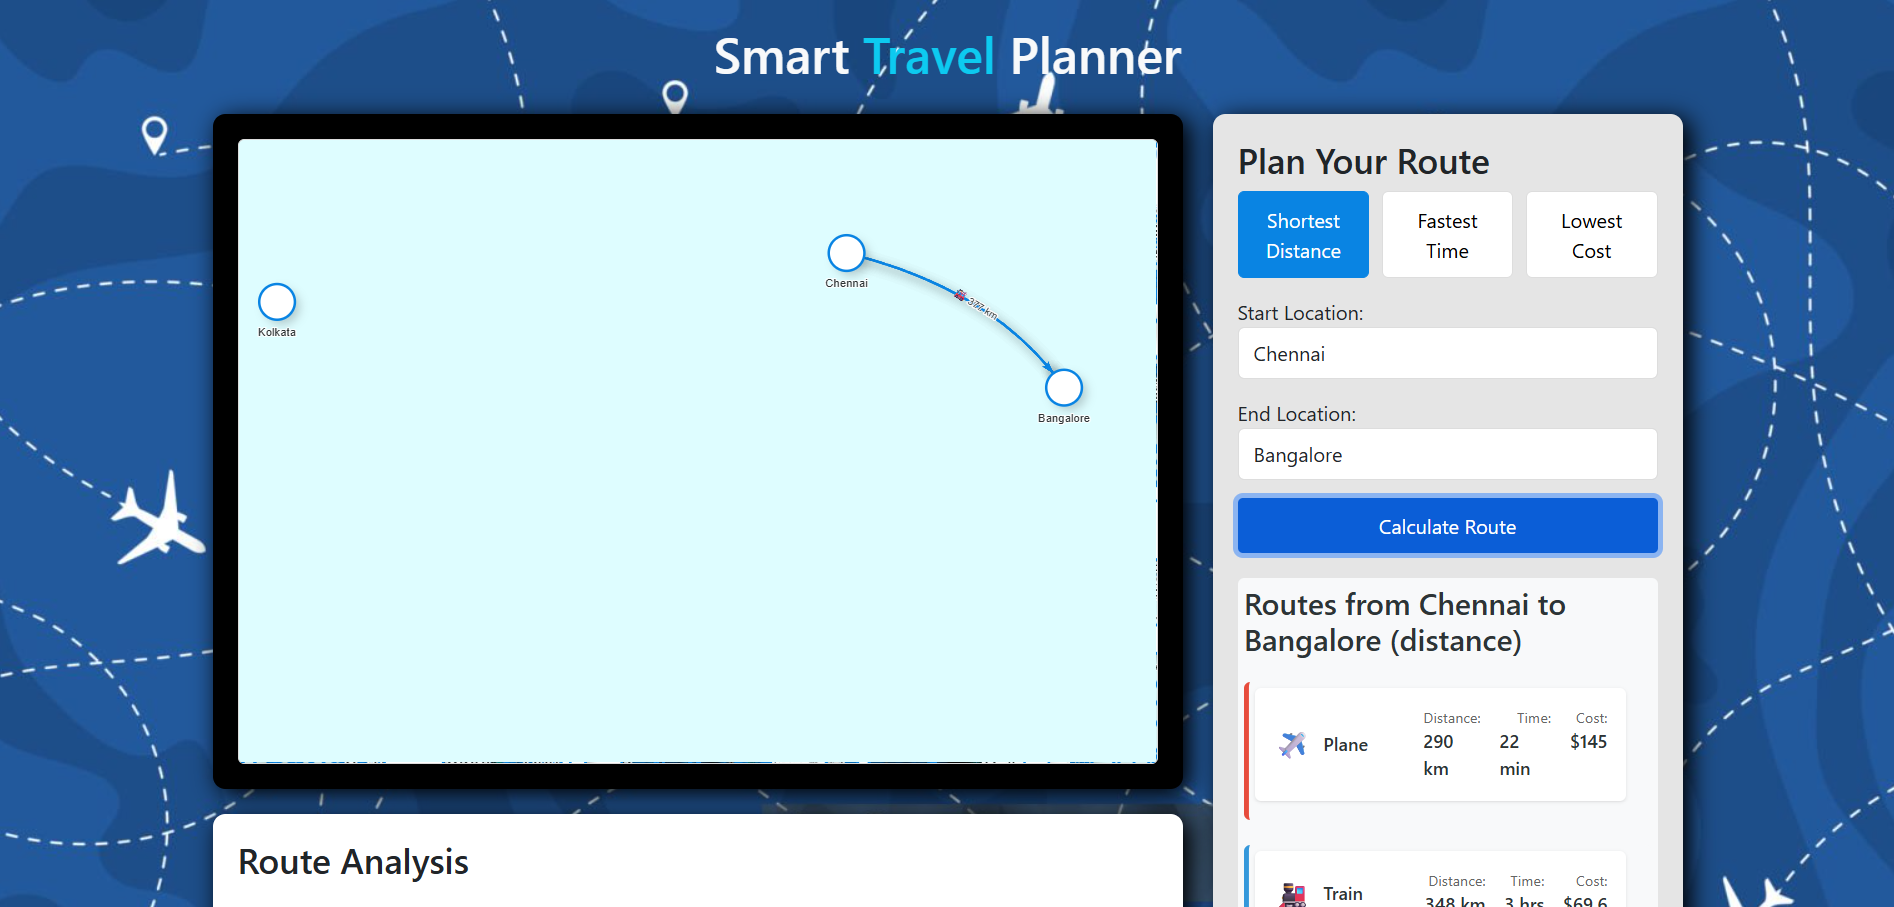 Smart Travel Planner
Chennai
Kolkata
Bangalore
Route Analysis
Plan Your Route
Shortest
Distance
Fastest
Time
Lowest
Cost
Start Location:
Chennai
End Location:
Bangalore
Calculate Route
Routes from Chennai to
Bangalore (distance)
Plane
Distance: Time: Cost:
290 22 $145
km min
Train
Distance: Time: Cost:
348 km 3 hrs $69.6